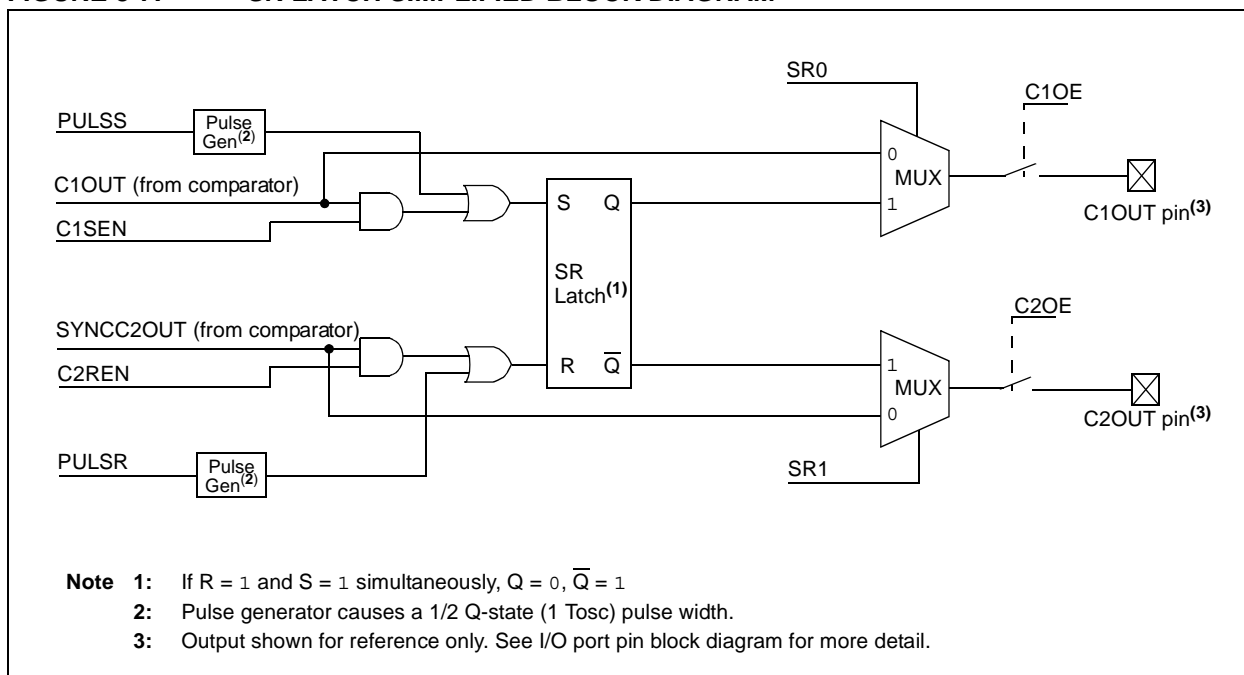 SR0
C1OE
PULSS
Pulse
Gen(2)
0
MUX
1
C1OUT (from comparator)
C1SEN
C1OUT pin(3)
S Q
SR
Latch(1)
R Q̅
SYNCC2OUT (from comparator)
C2REN
C2OE
1
MUX
0
C2OUT pin(3)
PULSR
Pulse
Gen(2)
SR1
Note 1: If R = 1 and S = 1 simultaneously, Q = 0, Q̅ = 1
2: Pulse generator causes a 1/2 Q-state (1 Tosc) pulse width.
3: Output shown for reference only. See I/O port pin block diagram for more detail.